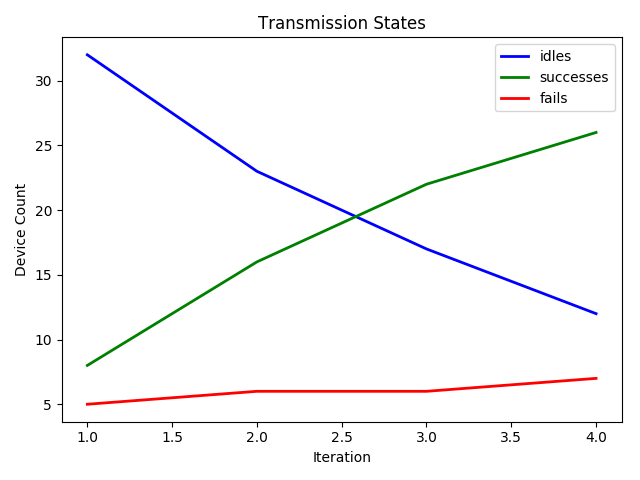 Transmission States
idles
successes
fails
Device Count
30
25
20
15
10
5
1.0 1.5 2.0 2.5 3.0 3.5 4.0
Iteration